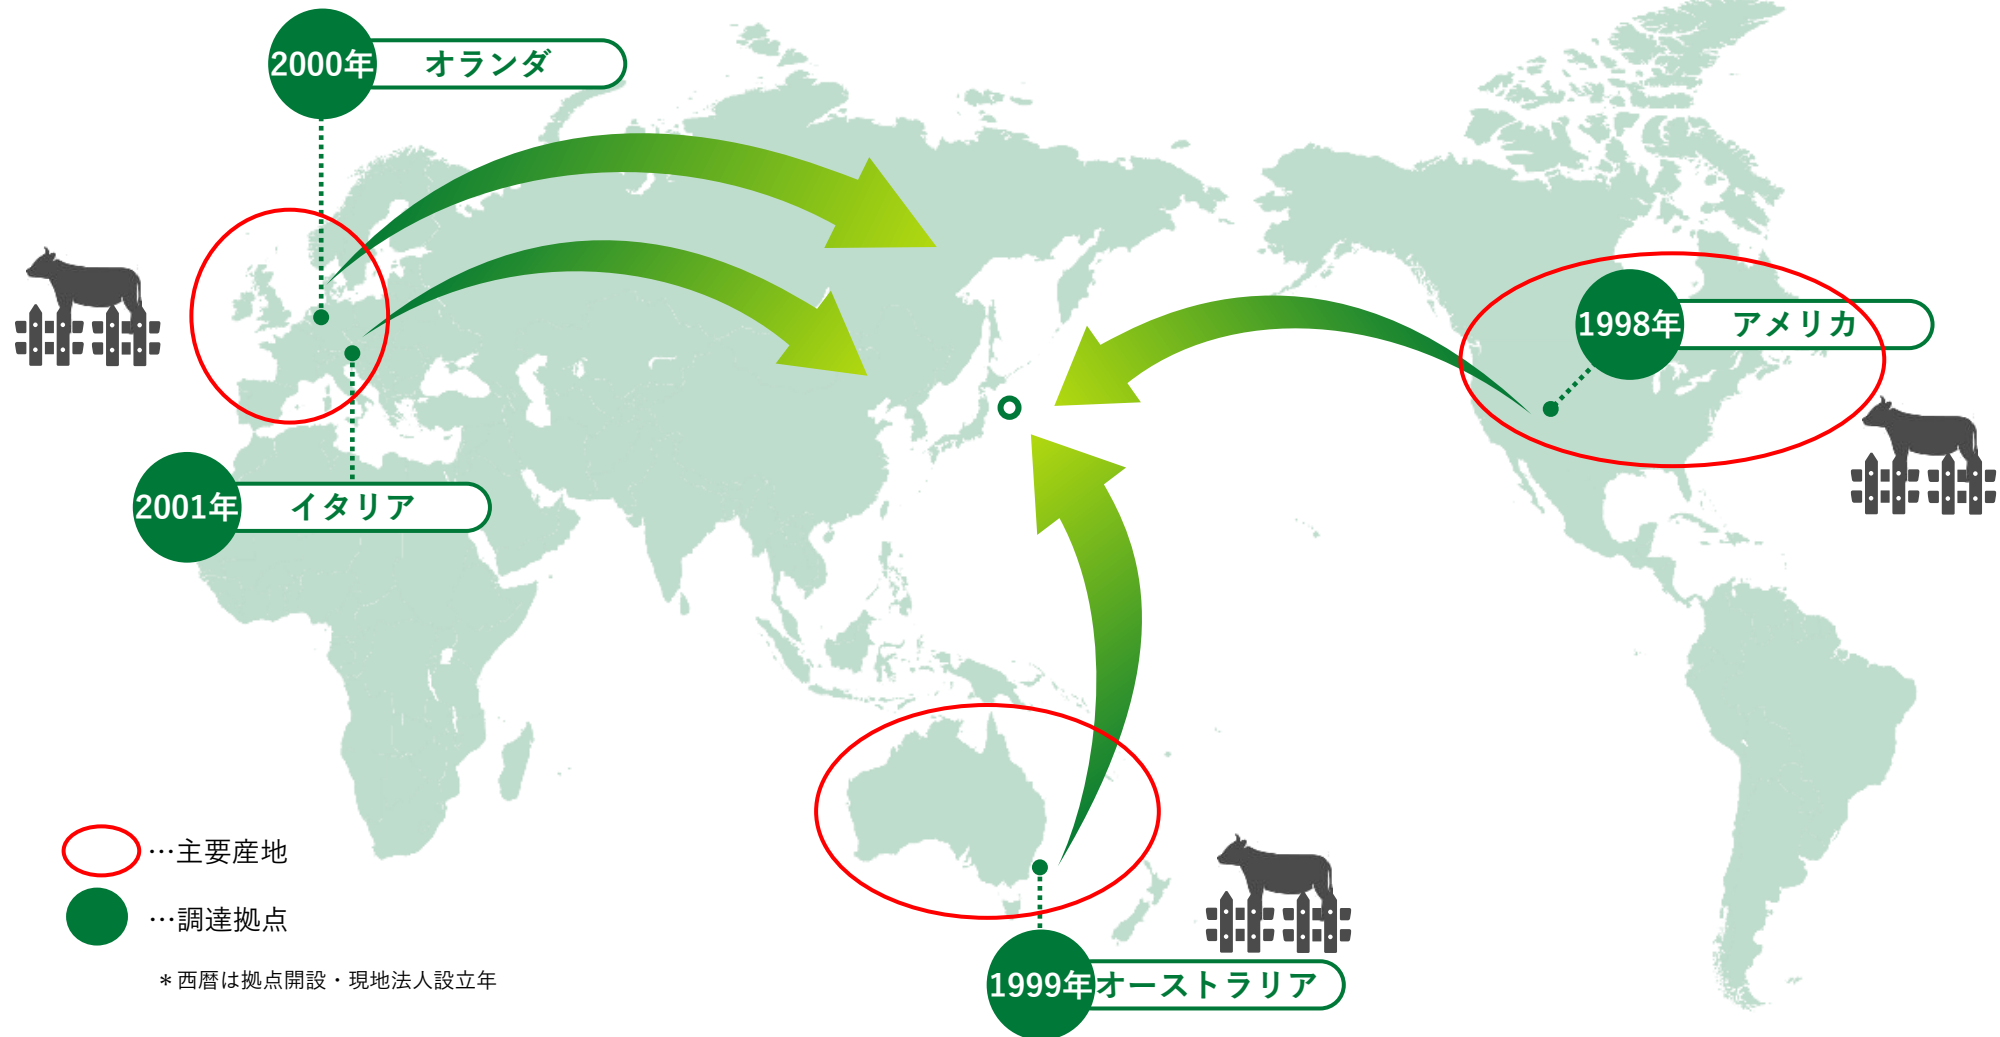 2000年 オランダ
1998年 アメリカ
2001年 イタリア
…主要産地
…調達拠点
＊西暦は拠点開設・現地法人設立年
1999年 オーストラリア